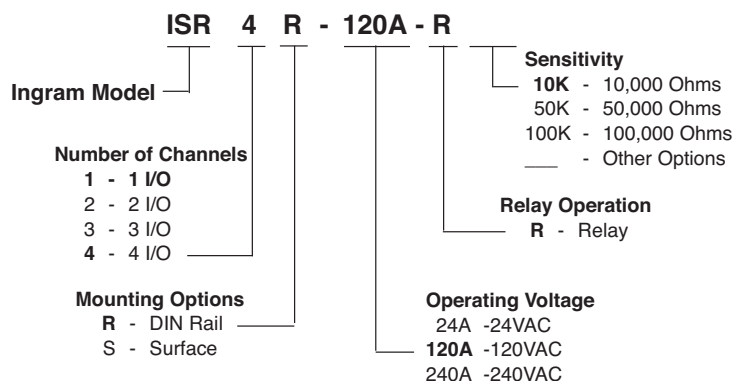 ISR 4 R - 120A - R
Ingram Model
Sensitivity
10K - 10,000 Ohms
50K - 50,000 Ohms
100K - 100,000 Ohms
___ - Other Options
Number of Channels
1 - 1 I/O
2 - 2 I/O
3 - 3 I/O
4 - 4 I/O
Relay Operation
R - Relay
Mounting Options
R - DIN Rail
S - Surface
Operating Voltage
24A -24VAC
120A -120VAC
240A -240VAC